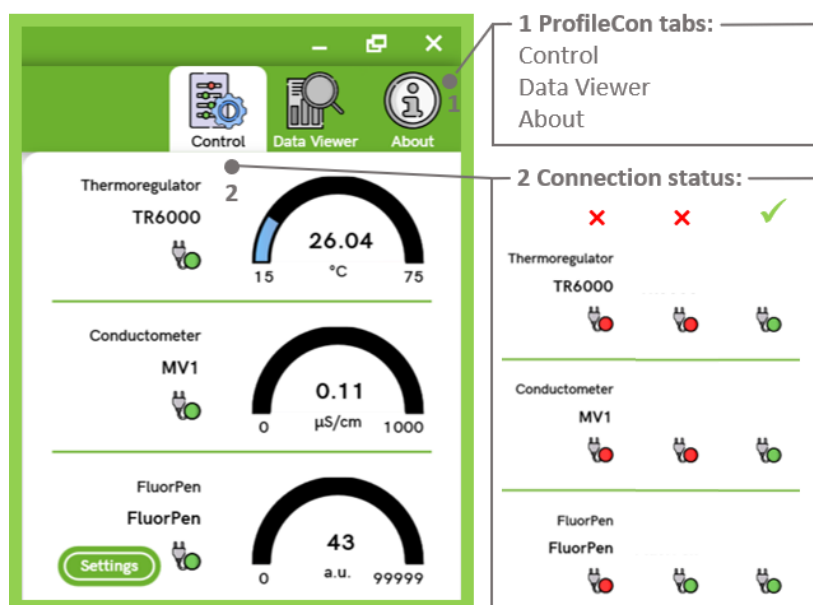 Control
Data Viewer
About
1
2
Thermoregulator
TR6000
26.04
°C
15
75
Conductometer
MV1
0.11
µS/cm
0
1000
FluorPen
FluorPen
Settings
43
a.u.
0
99999
1 ProfileCon tabs:
Control
Data Viewer
About
2 Connection status:
Thermoregulator
TR6000
Conductometer
MV1
FluorPen
FluorPen